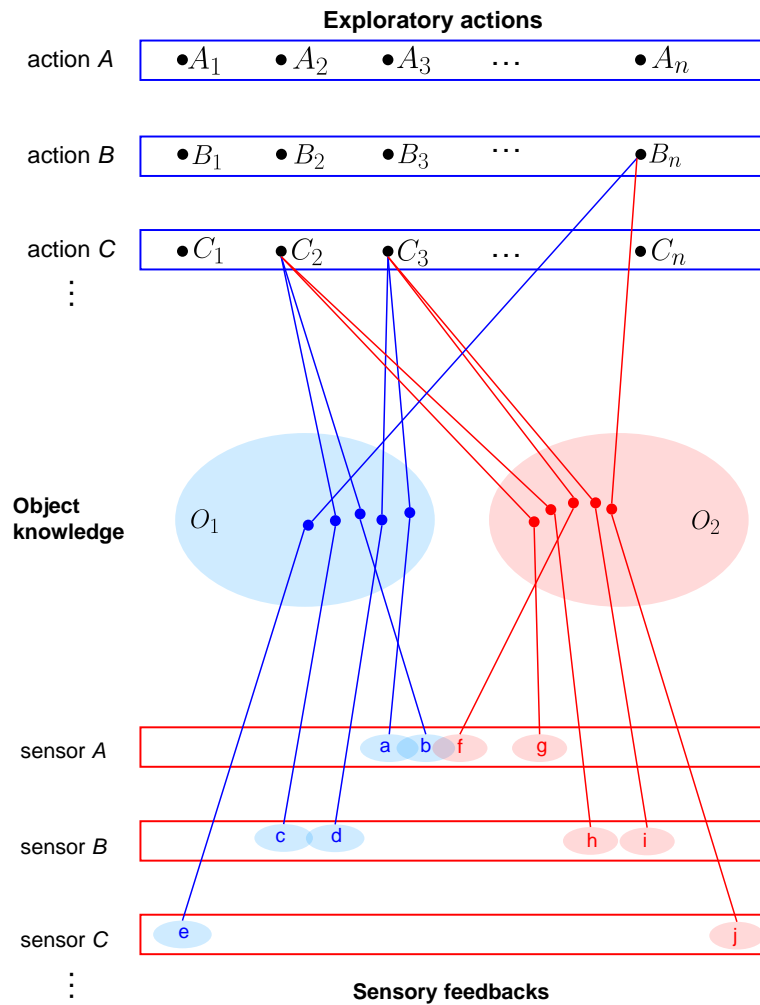 Exploratory actions
action A A₁ A₂ A₃ ... Aₙ
action B B₁ B₂ B₃ ... Bₙ
action C C₁ C₂ C₃ ... Cₙ
⋮
Object
knowledge
O₁ O₂
sensor A a b f g
sensor B c d h i
sensor C e j
⋮
Sensory feedbacks